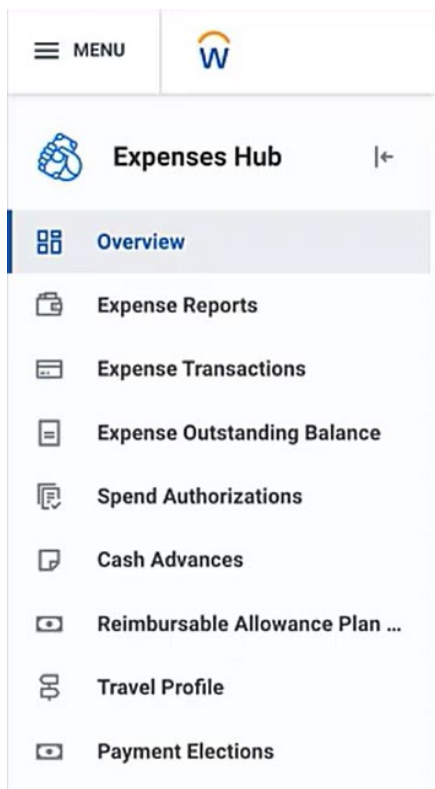 MENU
W
Expenses Hub
Overview
Expense Reports
Expense Transactions
Expense Outstanding Balance
Spend Authorizations
Cash Advances
Reimbursable Allowance Plan ...
Travel Profile
Payment Elections